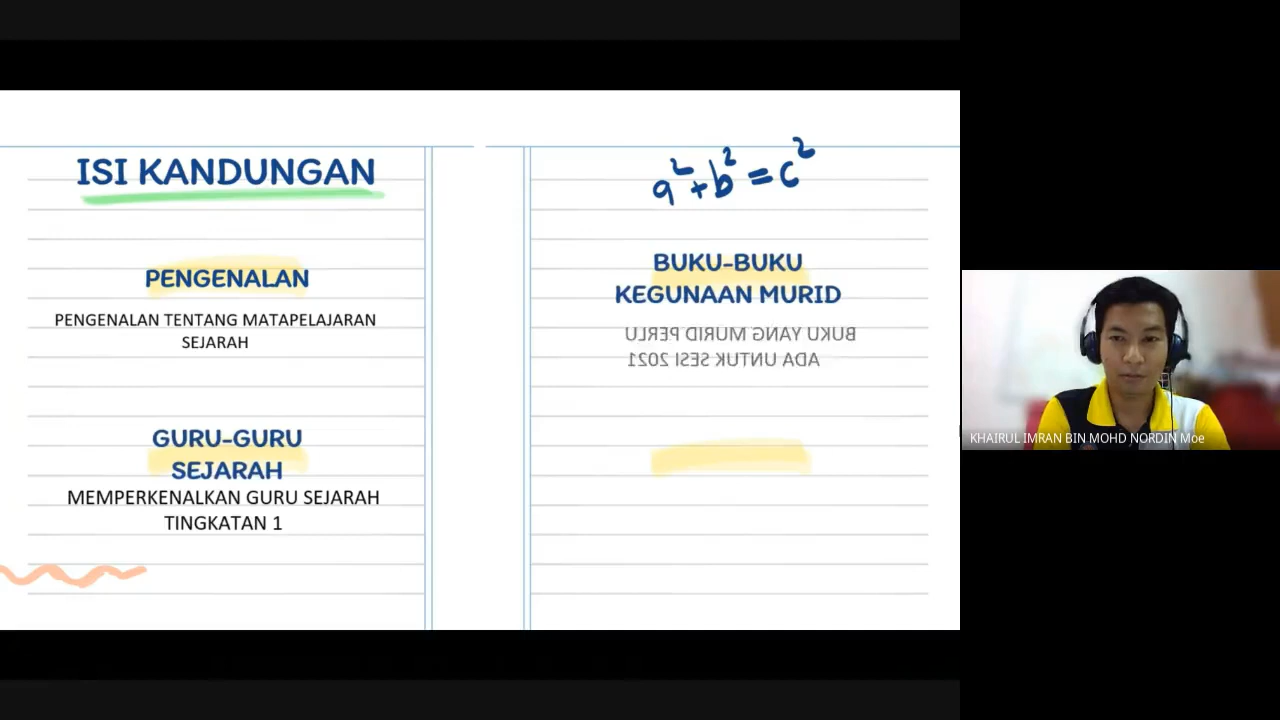 ISI KANDUNGAN
PENGENALAN
PENGENALAN TENTANG MATAPELAJARAN
SEJARAH
GURU-GURU
SEJARAH
MEMPERKENALKAN GURU SEJARAH
TINGKATAN 1
a²+b²=c²
BUKU-BUKU
KEGUNAAN MURID
BUKU YANG MURID PERLU
ADA UNTUK SESI 2021
KHAIRUL IMRAN BIN MOHD NORDIN Moe